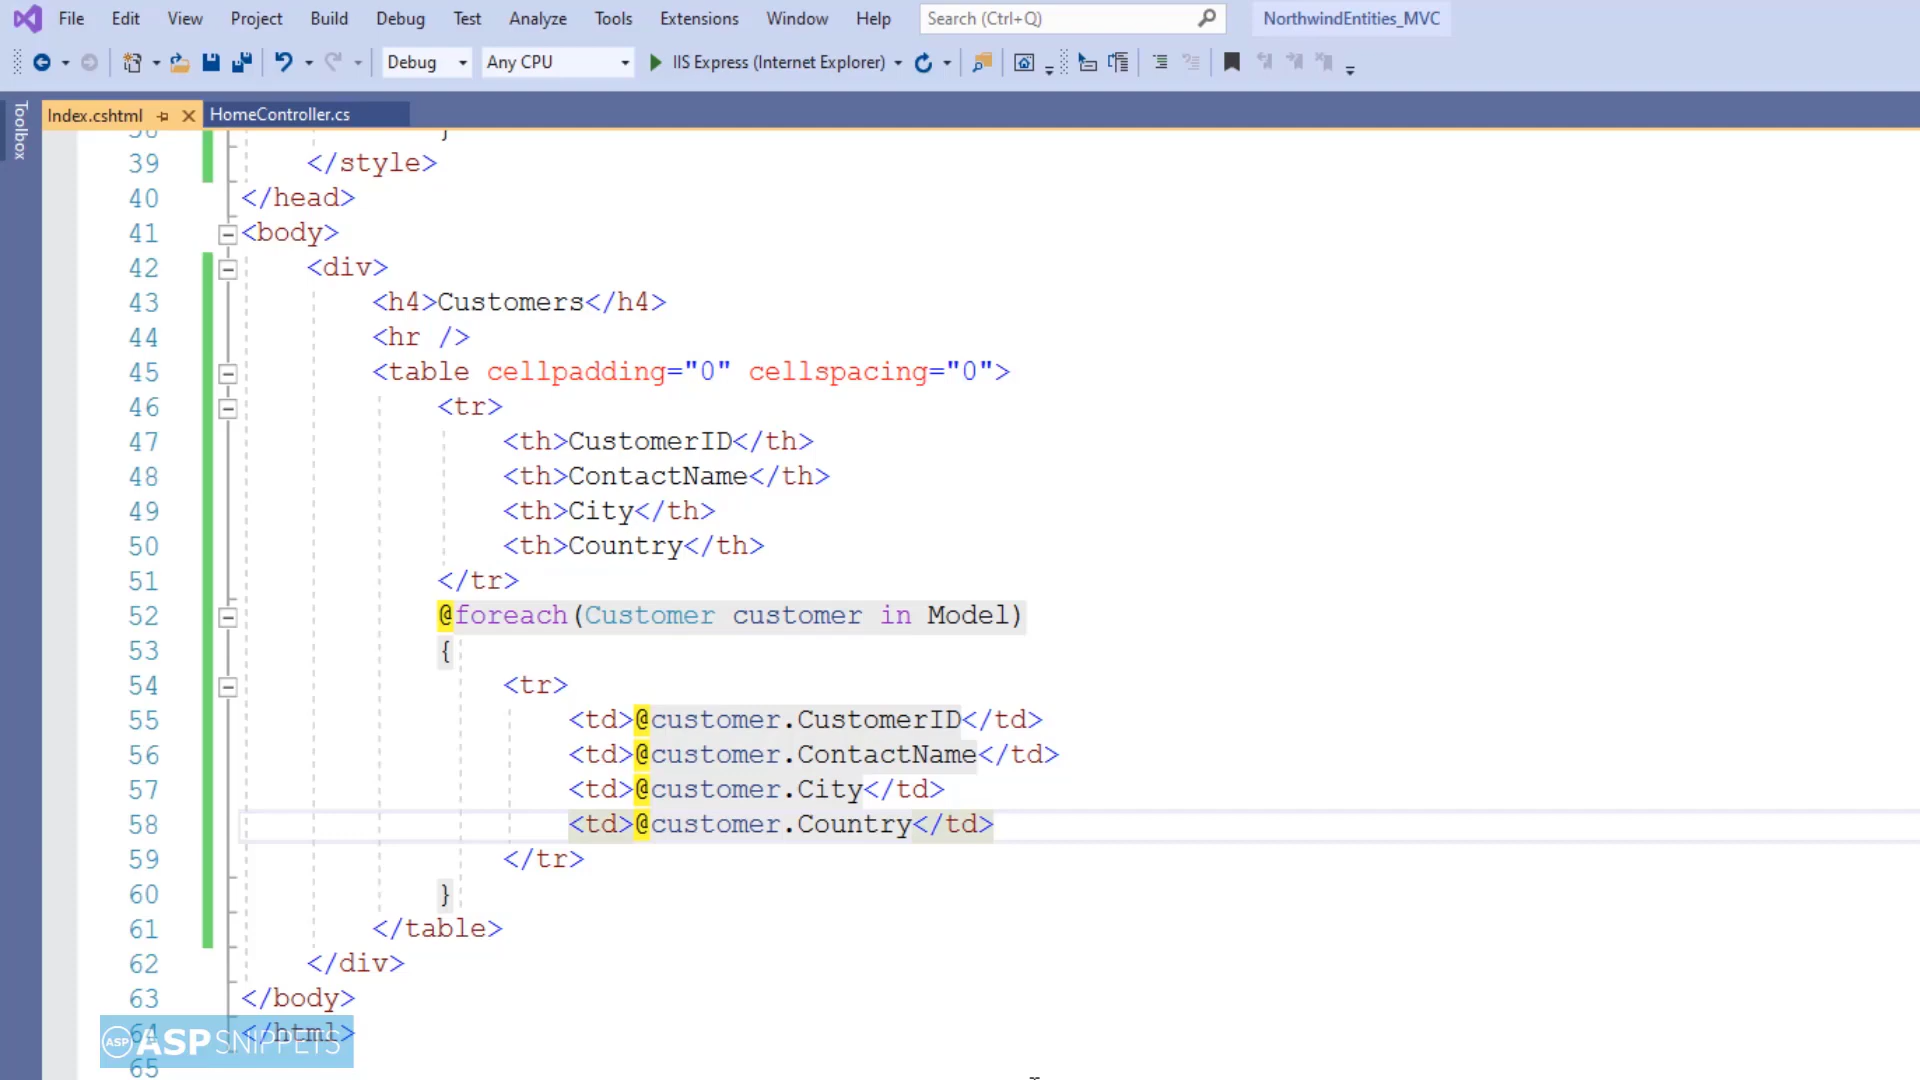 File Edit View Project Build Debug Test Analyze Tools Extensions Window Help Search (Ctrl+Q) NorthwindEntities_MVC
Debug Any CPU IIS Express (Internet Explorer)
Toolbox
Index.cshtml HomeController.cs
38 }
39 </style>
40 </head>
41 <body>
42 <div>
43 <h4>Customers</h4>
44 <hr />
45 <table cellpadding="0" cellspacing="0">
46 <tr>
47 <th>CustomerID</th>
48 <th>ContactName</th>
49 <th>City</th>
50 <th>Country</th>
51 </tr>
52 @foreach(Customer customer in Model)
53 {
54 <tr>
55 <td>@customer.CustomerID</td>
56 <td>@customer.ContactName</td>
57 <td>@customer.City</td>
58 <td>@customer.Country</td>
59 </tr>
60 }
61 </table>
62 </div>
63 </body>
64 </html>
65
ASP ASPSNIPPETS